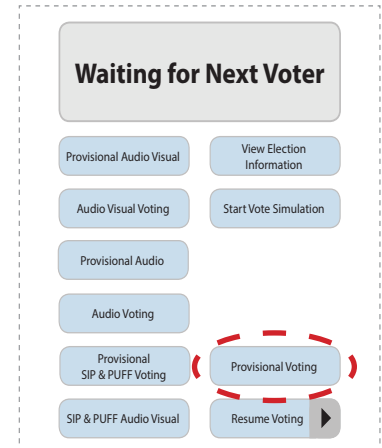 Waiting for Next Voter
Provisional Audio Visual
View Election
Information
Audio Visual Voting
Start Vote Simulation
Provisional Audio
Audio Voting
Provisional
SIP & PUFF Voting
Provisional Voting
SIP & PUFF Audio Visual
Resume Voting